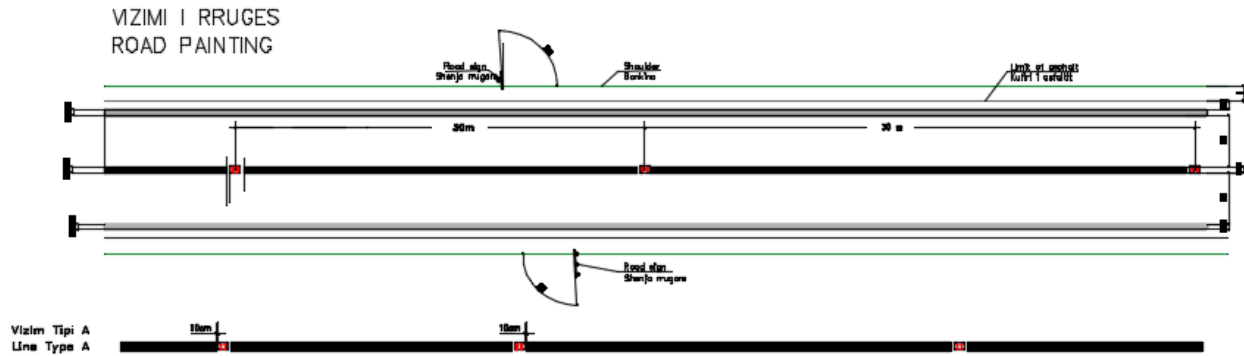 VIZIMI I RRUGES
ROAD PAINTING
Road sign
Shenja rrugore
Shoulder
Bankina
Limit of asphalt
Kufiri i asfaltit
30m
30 m
Road sign
Shenja rrugore
Vizim Tipi A
Line Type A
10cm
10cm